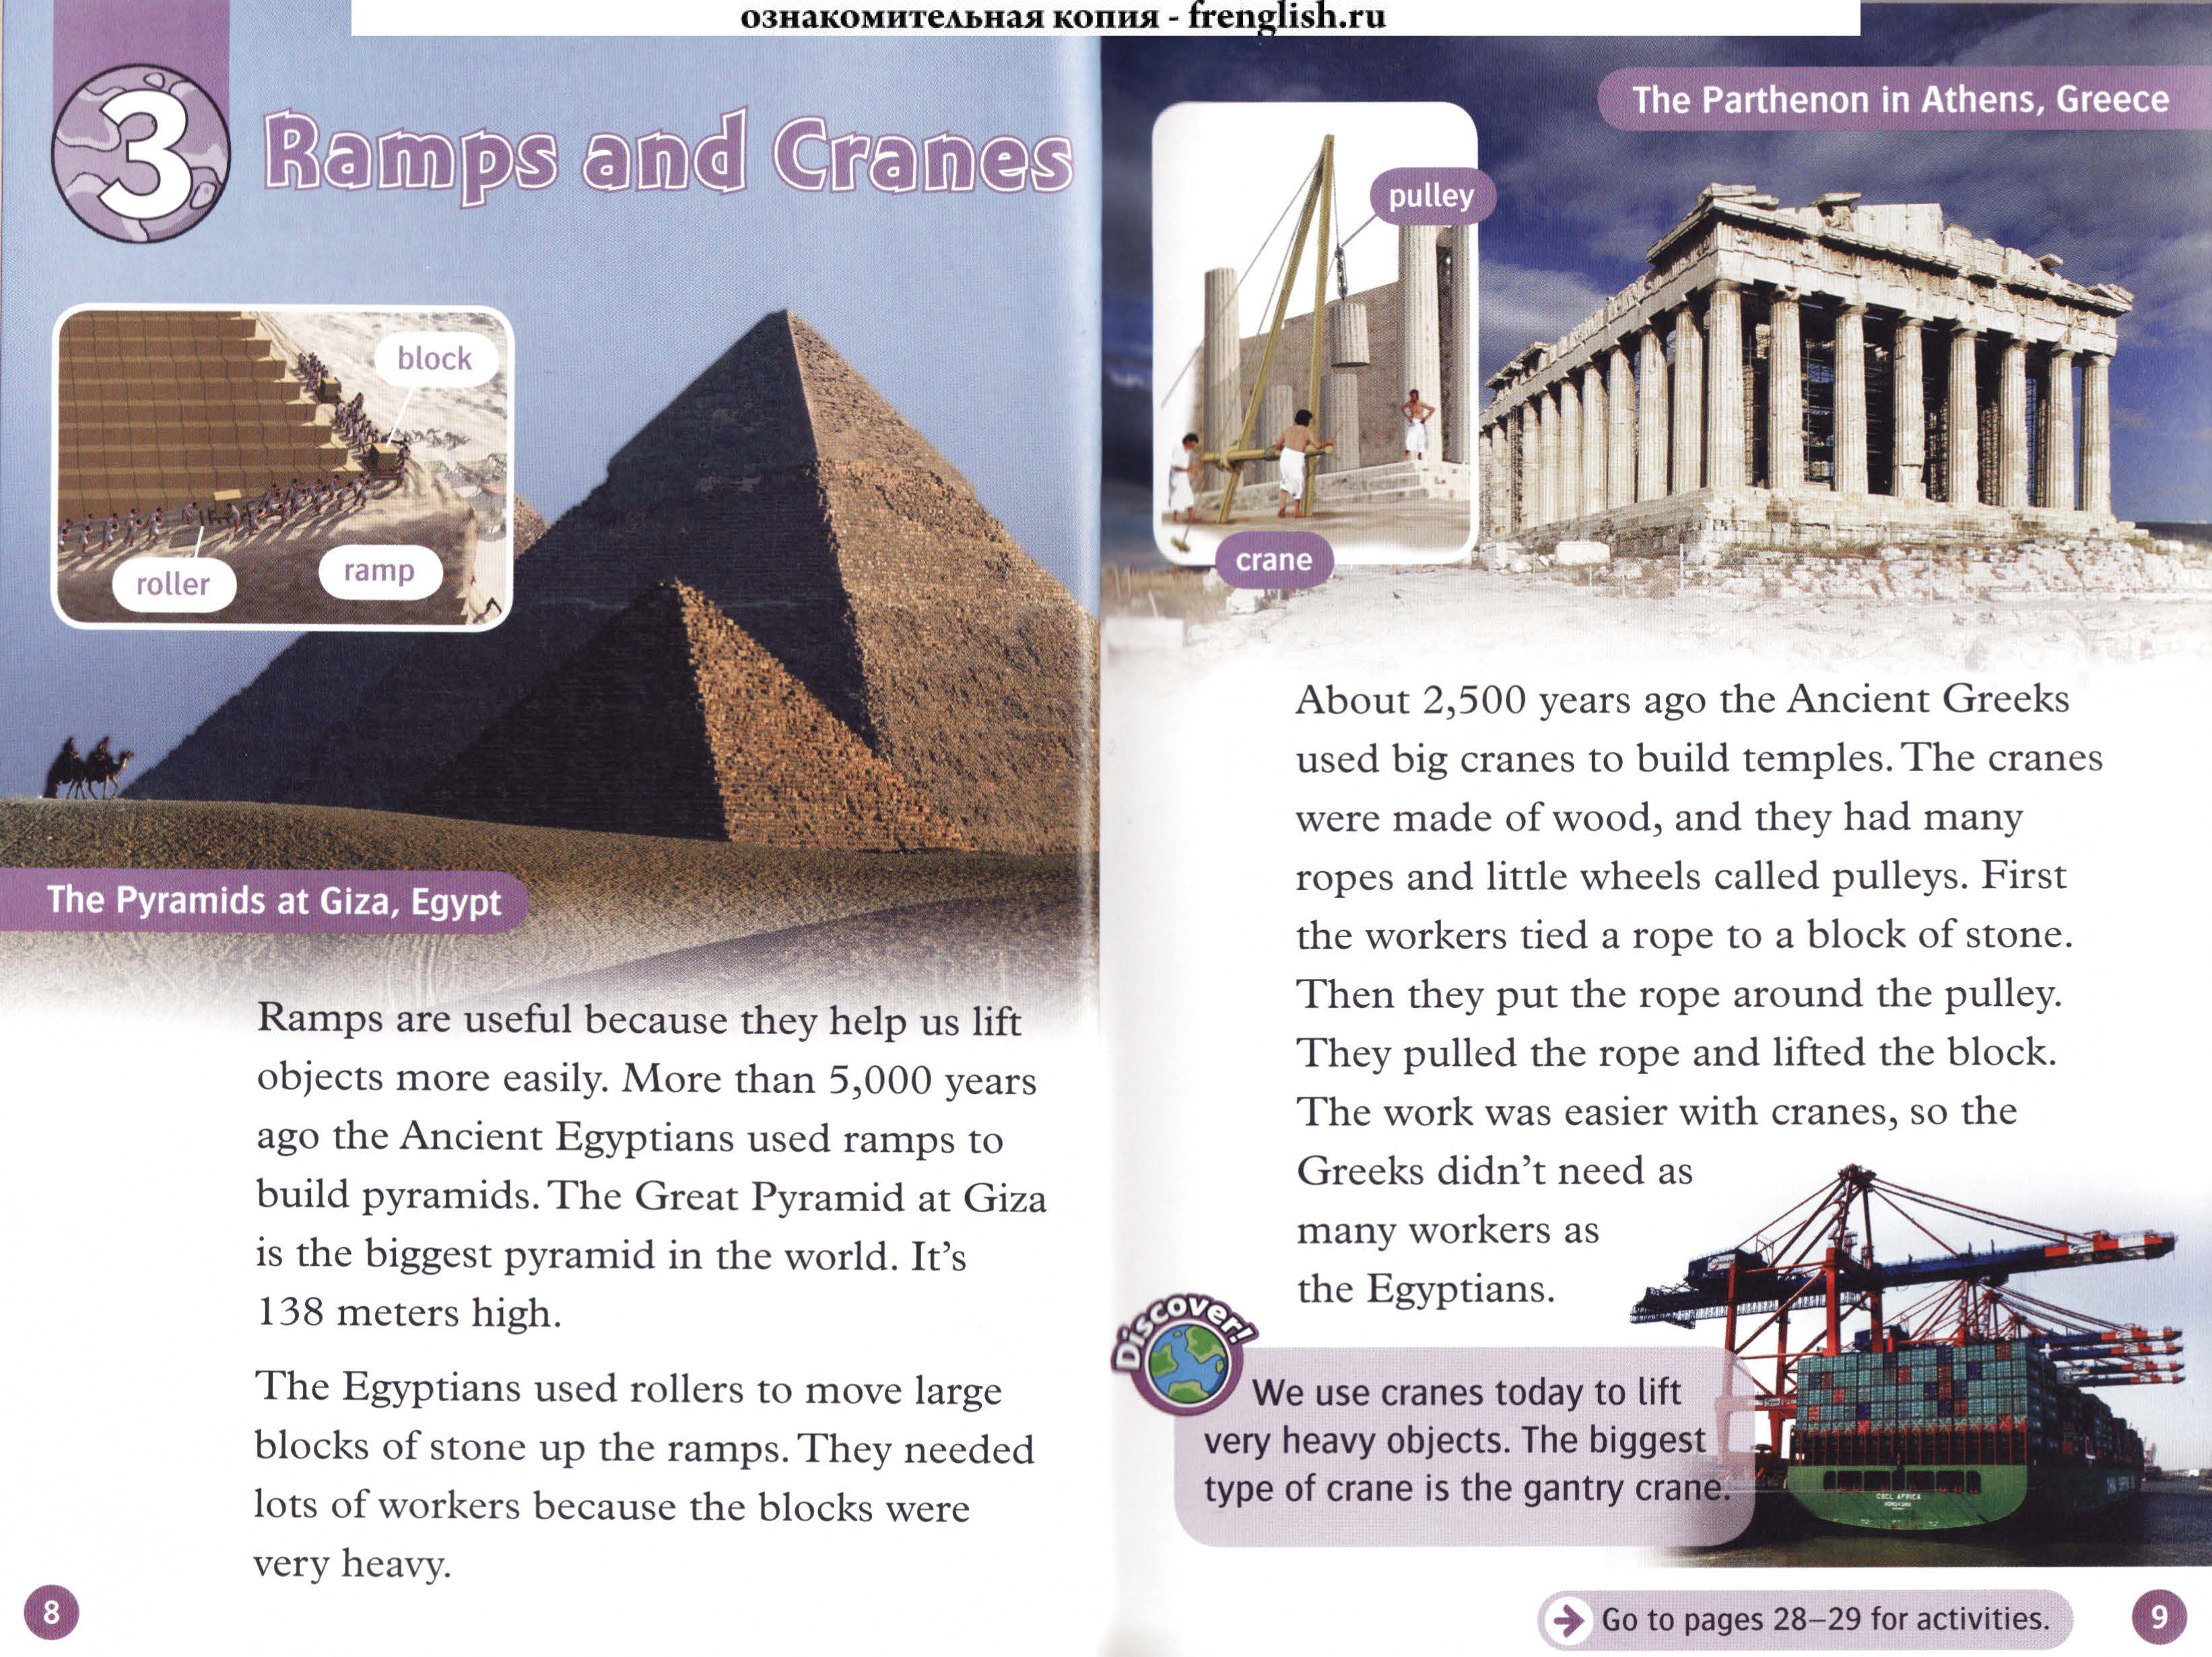 ознакомительная копия - frenglish.ru
3
Ramps and Cranes
block
roller
ramp
The Pyramids at Giza, Egypt
Ramps are useful because they help us lift
objects more easily. More than 5,000 years
ago the Ancient Egyptians used ramps to
build pyramids. The Great Pyramid at Giza
is the biggest pyramid in the world. It's
138 meters high.
The Egyptians used rollers to move large
blocks of stone up the ramps. They needed
lots of workers because the blocks were
very heavy.
8
The Parthenon in Athens, Greece
pulley
crane
About 2,500 years ago the Ancient Greeks
used big cranes to build temples. The cranes
were made of wood, and they had many
ropes and little wheels called pulleys. First
the workers tied a rope to a block of stone.
Then they put the rope around the pulley.
They pulled the rope and lifted the block.
The work was easier with cranes, so the
Greeks didn't need as
many workers as
the Egyptians.
Discover!
We use cranes today to lift
very heavy objects. The biggest
type of crane is the gantry crane.
CSCL AFRICA
Go to pages 28–29 for activities.
9